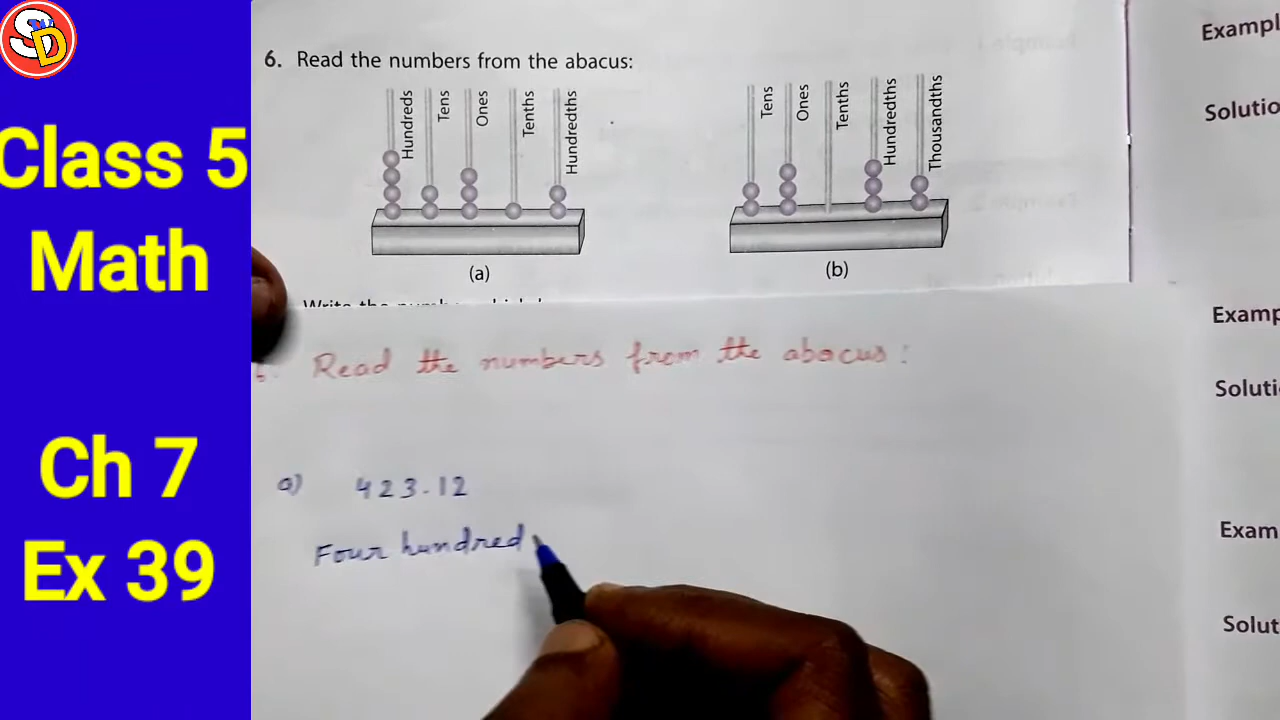 SD
Class 5
Math
Ch 7
Ex 39
6. Read the numbers from the abacus:
Hundreds
Tens
Ones
Tenths
Hundredths
(a)
Tens
Ones
Tenths
Hundredths
Thousandths
(b)
Read the numbers from the abacus :
a) 423.12
Four hundred
Exampl
Solutio
Examp
Soluti
Exam
Solut